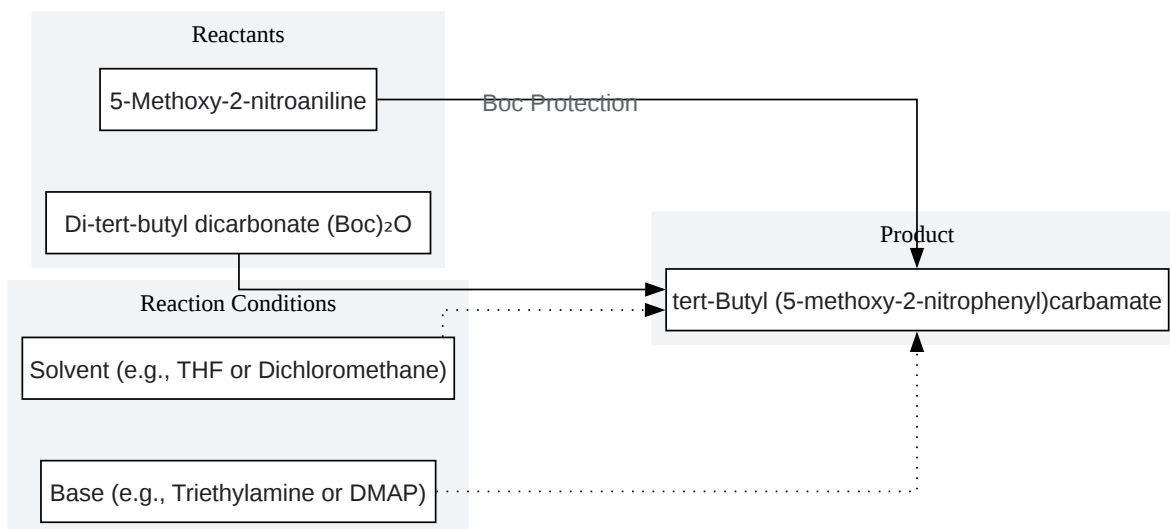 Reactants
5-Methoxy-2-nitroaniline
Boc Protection
Di-tert-butyl dicarbonate (Boc)₂O
Product
tert-Butyl (5-methoxy-2-nitrophenyl)carbamate
Reaction Conditions
Solvent (e.g., THF or Dichloromethane)
Base (e.g., Triethylamine or DMAP)